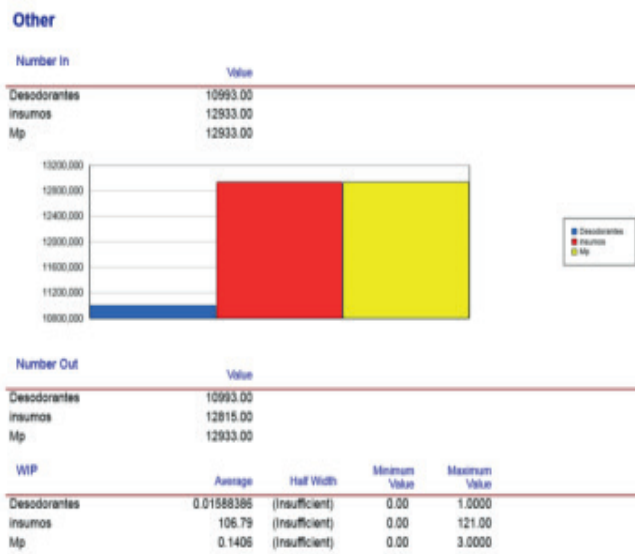 Other
Number In
Value
Desodorantes 10993.00
insumos 12933.00
Mp 12933.00
13200,000
12800,000
12400,000
12000,000
11600,000
11200,000
10800,000
Desodorantes
insumos
Mp
Number Out
Value
Desodorantes 10993.00
insumos 12815.00
Mp 12933.00
WIP Average Half Width Minimum Value Maximum Value
Desodorantes 0.01588386 (Insufficient) 0.00 1.0000
insumos 106.79 (Insufficient) 0.00 121.00
Mp 0.1406 (Insufficient) 0.00 3.0000